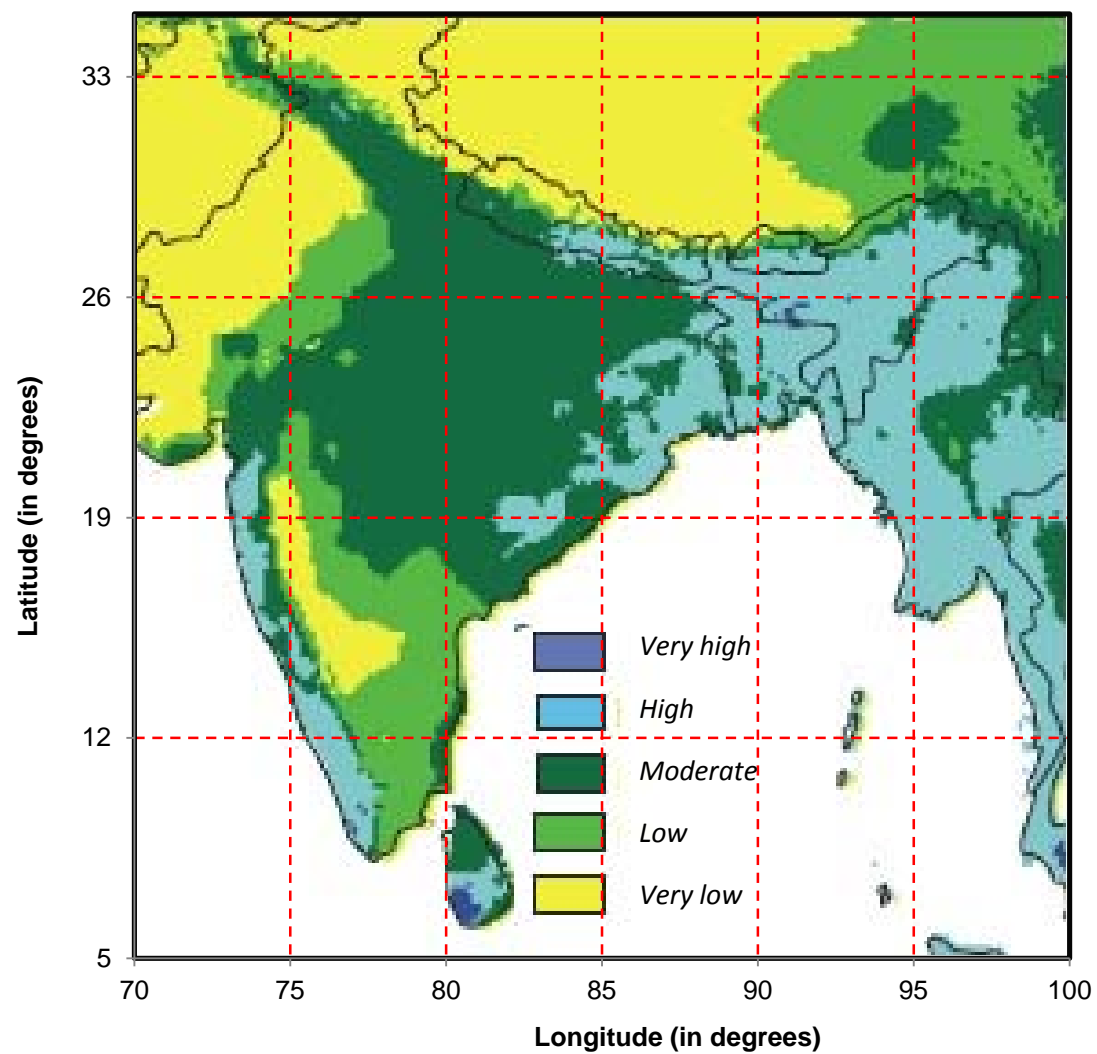 33
26
19
12
5
Latitude (in degrees)
Very high
High
Moderate
Low
Very low
70 75 80 85 90 95 100
Longitude (in degrees)